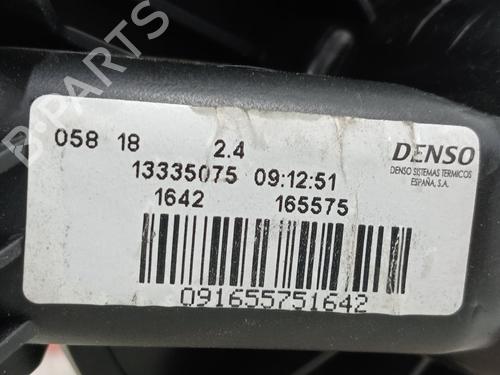 058 18 2.4
13335075 09:12:51
1642 165575
091655751642
DENSO
DENSO SISTEMAS TERMICOS
ESPAÑA, S.A.
B-PARTS